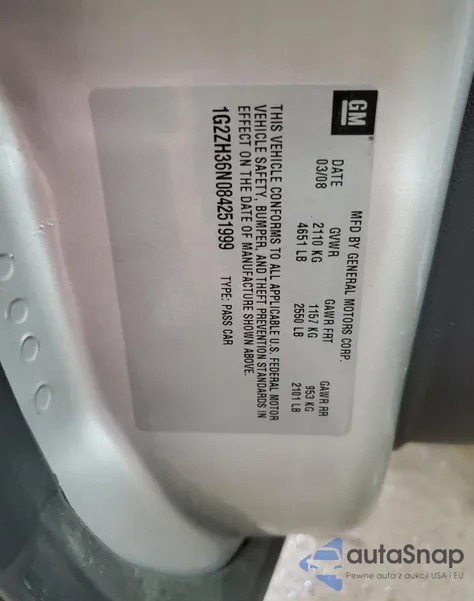 GM
MFD BY GENERAL MOTORS CORP.
DATE GVWR GAWR FRT GAWR RR
03/08 2110 KG 1157 KG 953 KG
4651 LB 2550 LB 2101 LB
THIS VEHICLE CONFORMS TO ALL APPLICABLE U.S. FEDERAL MOTOR
VEHICLE SAFETY, BUMPER, AND THEFT PREVENTION STANDARDS IN
EFFECT ON THE DATE OF MANUFACTURE SHOWN ABOVE.
1G2ZH36N084251999 TYPE: PASS CAR
autoSnap
Pewne auta z aukcji USA i EU